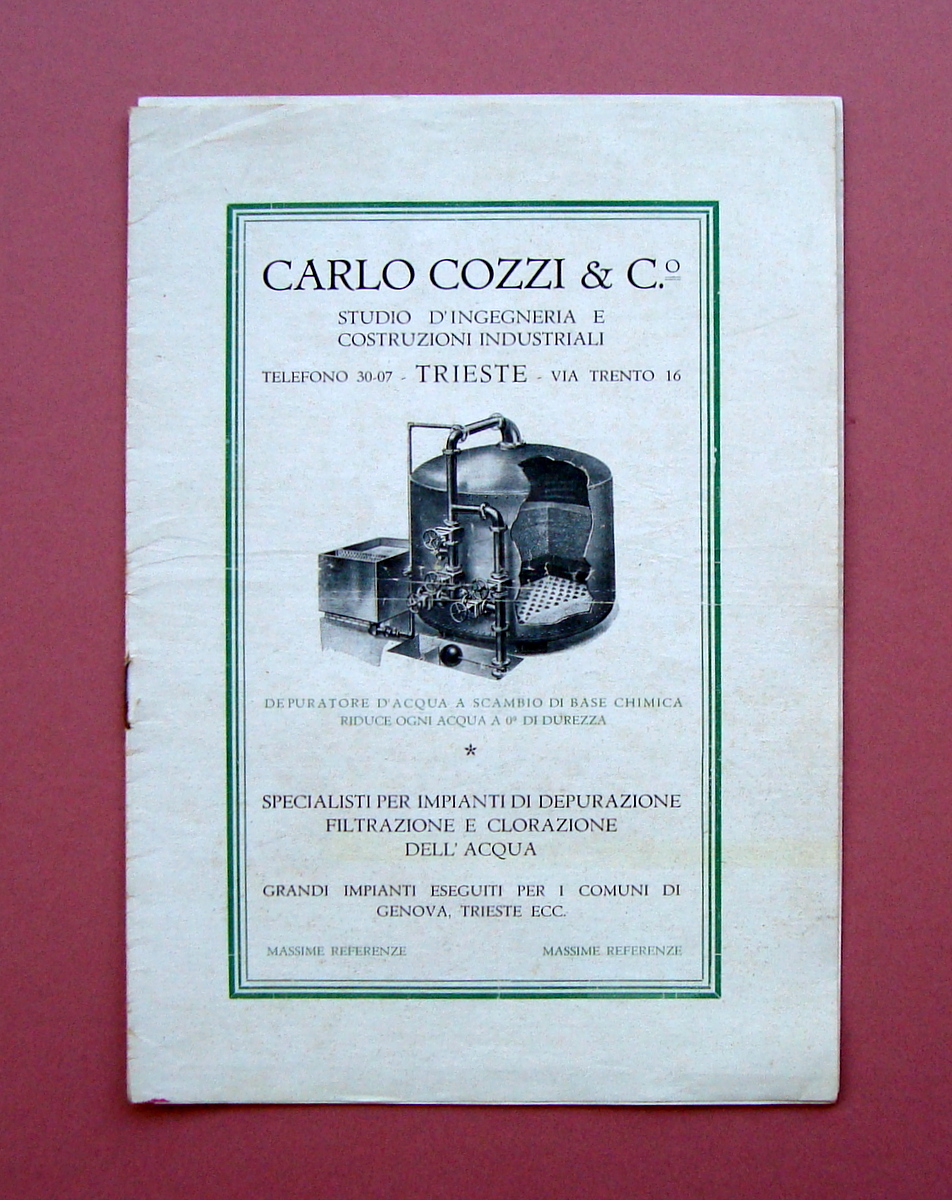 CARLO COZZI & C.º
STUDIO D'INGEGNERIA E
COSTRUZIONI INDUSTRIALI
TELEFONO 30-07 - TRIESTE - VIA TRENTO 16
DEPURATORE D'ACQUA A SCAMBIO DI BASE CHIMICA
RIDUCE OGNI ACQUA A 0º DI DUREZZA
*
SPECIALISTI PER IMPIANTI DI DEPURAZIONE
FILTRAZIONE E CLORAZIONE
DELL' ACQUA
GRANDI IMPIANTI ESEGUITI PER I COMUNI DI
GENOVA, TRIESTE ECC.
MASSIME REFERENZE MASSIME REFERENZE